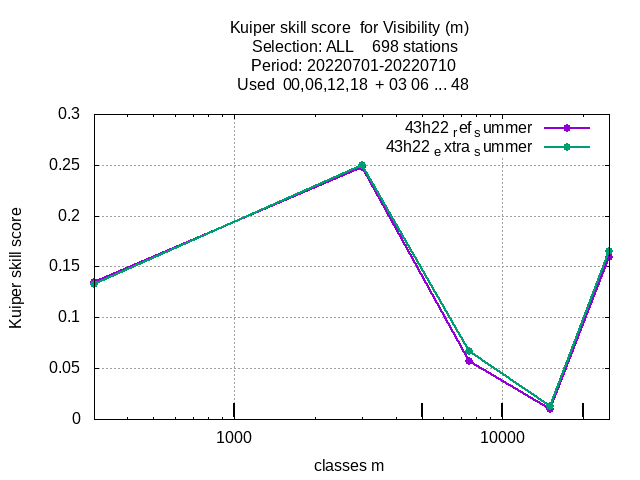 Kuiper skill score  for Visibility (m)
Selection: ALL    698 stations
Period: 20220701-20220710
Used  00,06,12,18  + 03 06 ... 48
43h22 ref summer
43h22 extra summer
0.3
0.25
0.2
0.15
0.1
0.05
0
Kuiper skill score
1000
10000
classes m